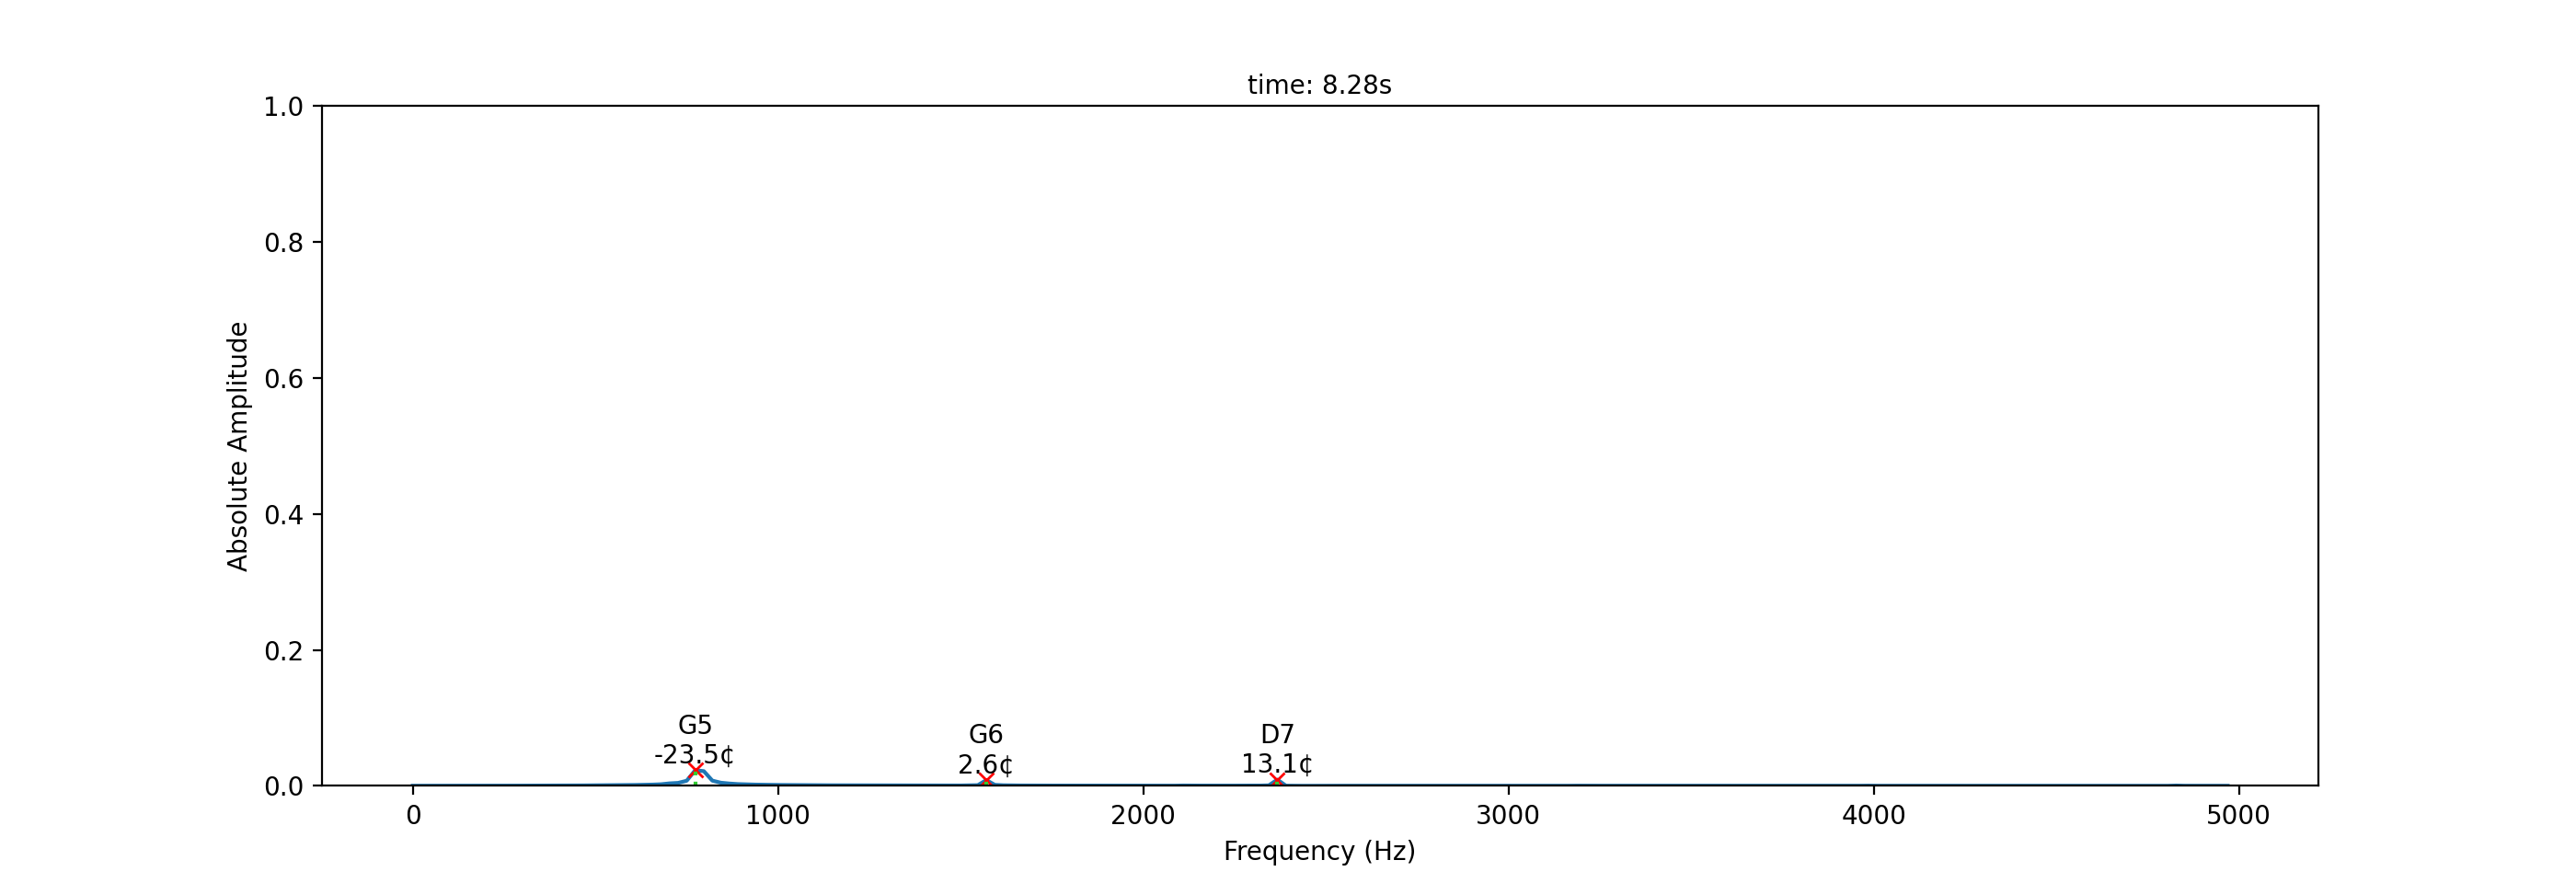 time: 8.28s
1.0
0.8
0.6
0.4
0.2
0.0
Absolute Amplitude
G5
-23.5¢
G6
2.6¢
D7
13.1¢
0 1000 2000 3000 4000 5000
Frequency (Hz)